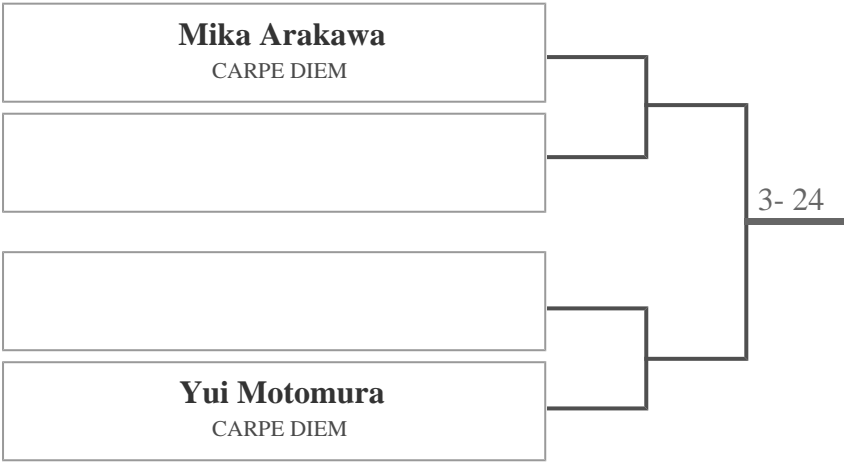 Mika Arakawa
CARPE DIEM
3- 24
Yui Motomura
CARPE DIEM